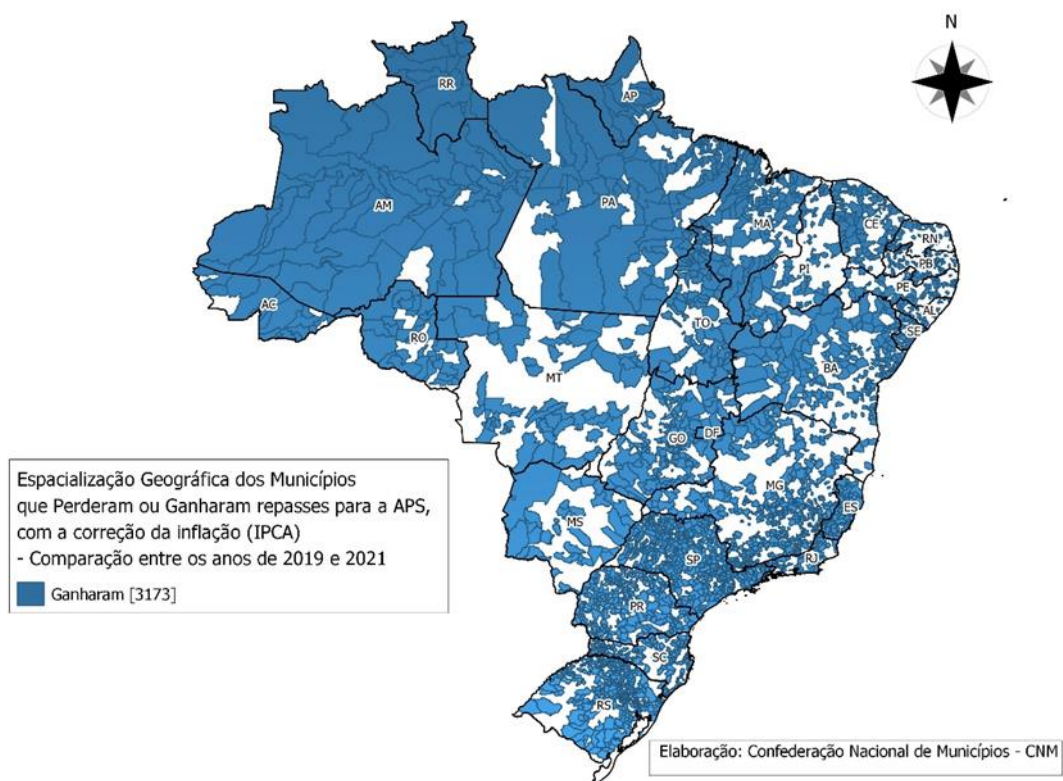 N
RR
AP
AM
PA
MA
CE
RN
PB
PI
PE
AL
SE
AC
TO
RO
BA
MT
GO
DF
MG
ES
MS
SP
RJ
PR
SC
RS
Espacialização Geográfica dos Municípios
que Perderam ou Ganharam repasses para a APS,
com a correção da inflação (IPCA)
- Comparação entre os anos de 2019 e 2021
Ganharam [3173]
Elaboração: Confederação Nacional de Municípios - CNM